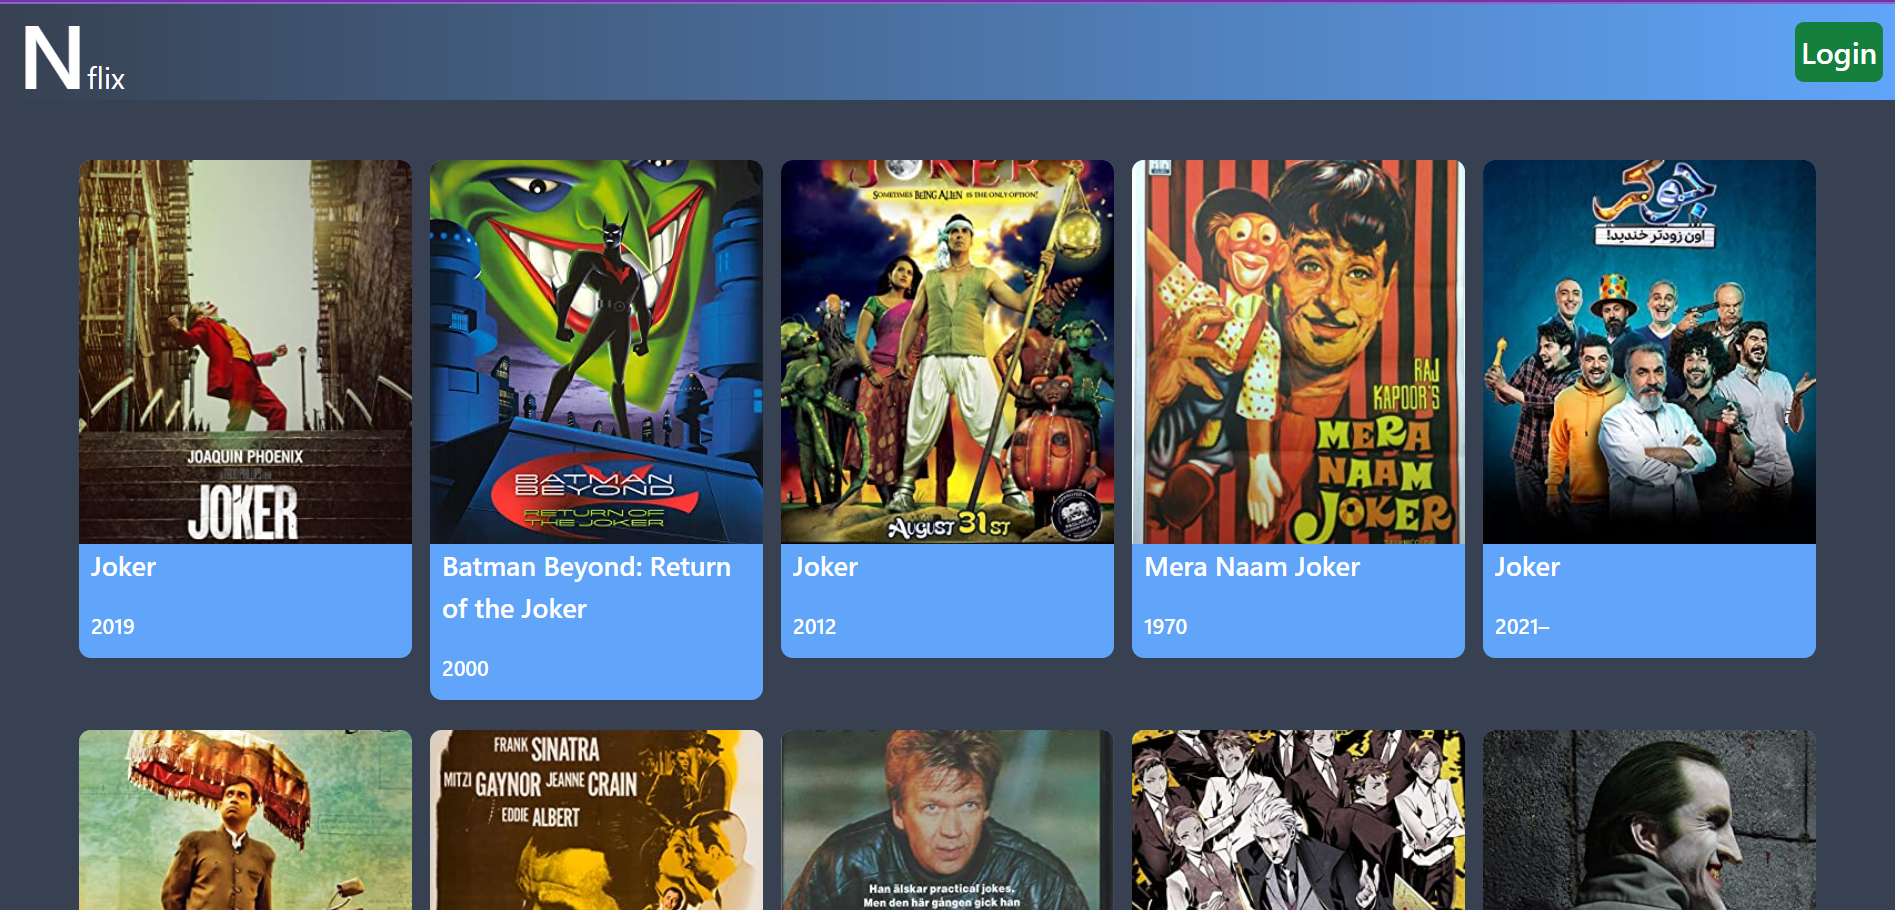 N flix
Login
JOAQUIN PHOENIX
JOKER
BATMAN
BEYOND
RETURN OF
THE JOKER
JOKER
SOMETIMES BEING ALIEN IS THE ONLY OPTION!
AUGUST 31ST
RAJ
KAPOOR'S
MERA
NAAM
JOKER
جوکر
اون زودتر خندید!
Joker
2019
Batman Beyond: Return
of the Joker
2000
Joker
2012
Mera Naam Joker
1970
Joker
2021–
FRANK SINATRA
MITZI GAYNOR JEANNE CRAIN
EDDIE ALBERT
Han älskar practical jokes.
Men den här gången gick han